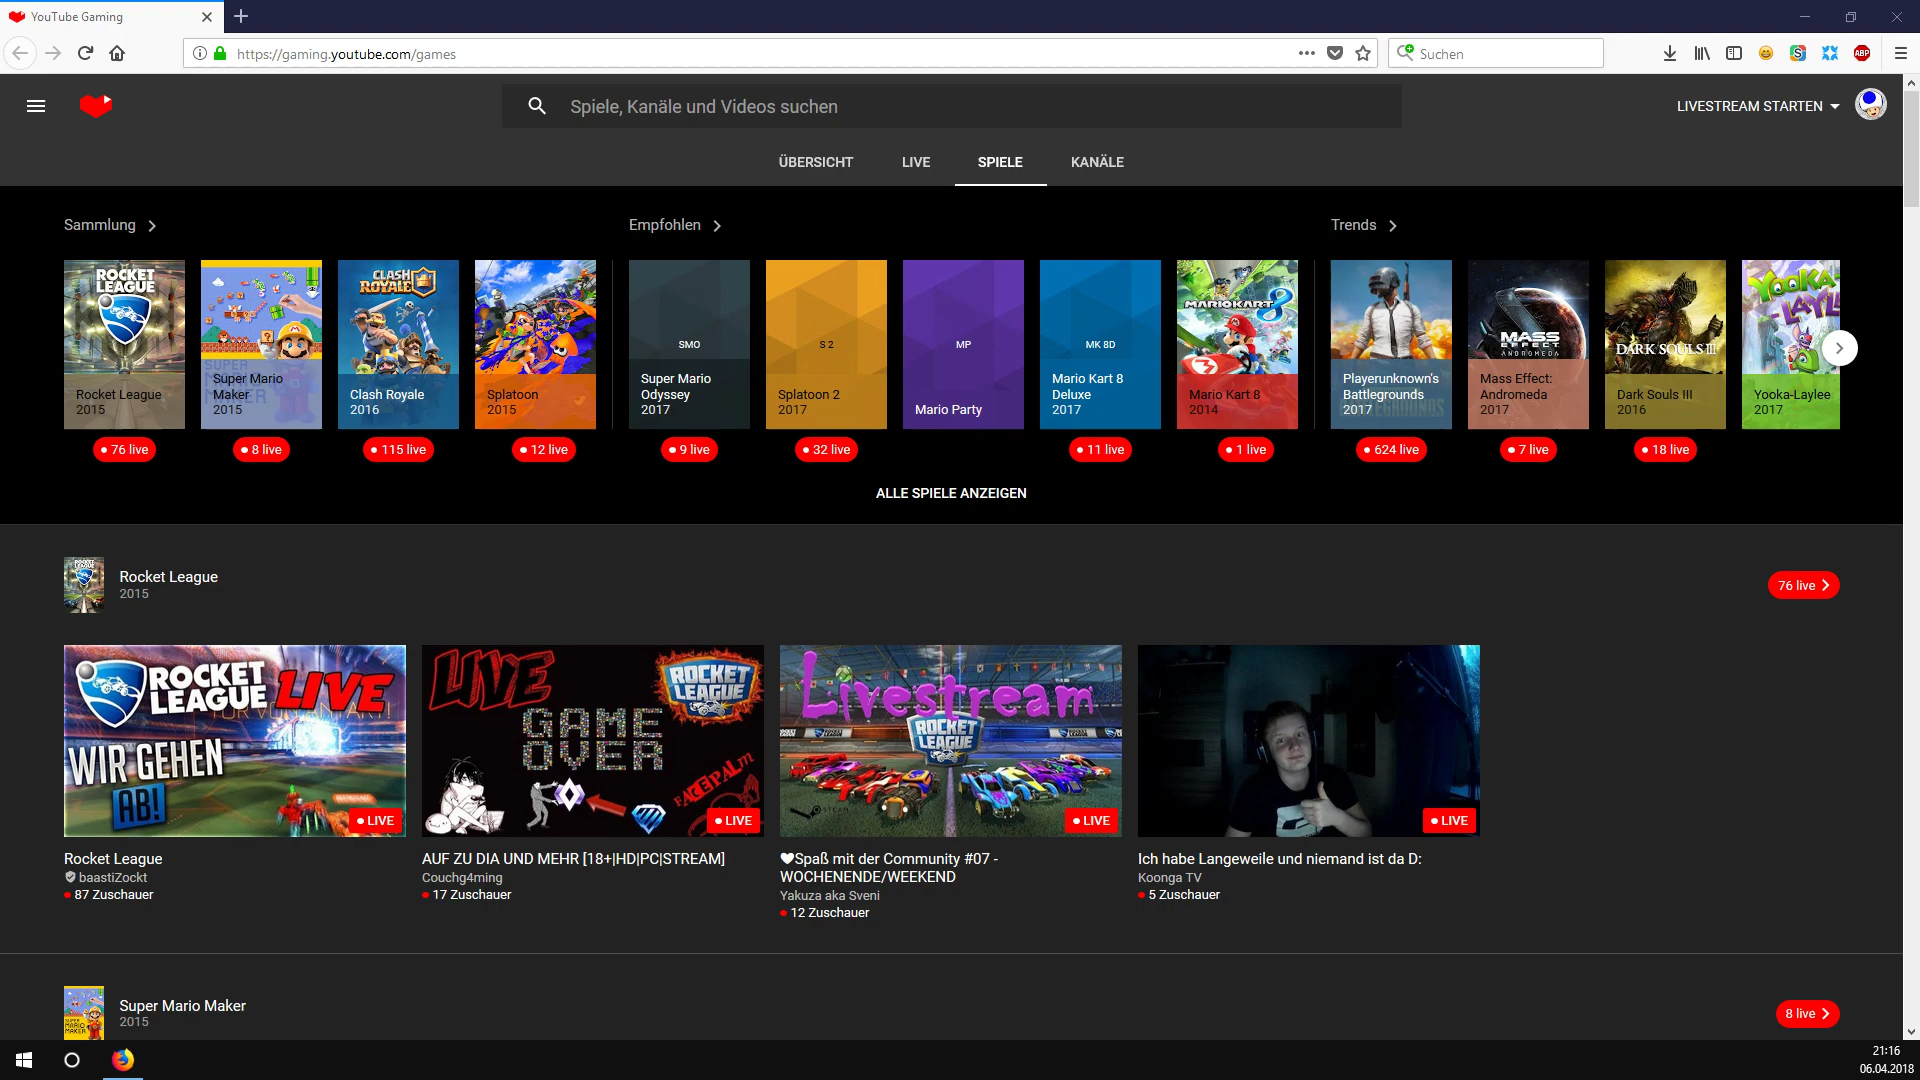 YouTube Gaming
https://gaming.youtube.com/games
Suchen
ABP
Spiele, Kanäle und Videos suchen
LIVESTREAM STARTEN
ÜBERSICHT
LIVE
SPIELE
KANÄLE
Sammlung
Empfohlen
Trends
ROCKET LEAGUE
Rocket League
2015
76 live
Super Mario Maker
2015
8 live
CLASH ROYALE
Clash Royale
2016
115 live
Splatoon
2015
12 live
SMO
Super Mario Odyssey
2017
9 live
S 2
Splatoon 2
2017
32 live
MP
Mario Party
MK 8D
Mario Kart 8 Deluxe
2017
11 live
MARIOKART 8
Mario Kart 8
2014
1 live
Playerunknown's Battlegrounds
2017
624 live
MASS EFFECT ANDROMEDA
Mass Effect: Andromeda
2017
7 live
DARK SOULS III
Dark Souls III
2016
18 live
YOOKA-LAYLE
Yooka-Laylee
2017
ALLE SPIELE ANZEIGEN
Rocket League
2015
76 live
ROCKET LEAGUE LIVE
WIR GEHEN
AB!
LIVE
LIVE
ROCKET LEAGUE
GAME OVER
FACEPALM
LIVE
Livestream
ROCKET LEAGUE
STEAM
LIVE
LIVE
Rocket League
baastiZockt
87 Zuschauer
AUF ZU DIA UND MEHR [18+|HD|PC|STREAM]
Couchg4ming
17 Zuschauer
♥Spaß mit der Community #07 -
WOCHENENDE/WEEKEND
Yakuza aka Sveni
12 Zuschauer
Ich habe Langeweile und niemand ist da D:
Koonga TV
5 Zuschauer
SUPER MARIO MAKER
Super Mario Maker
2015
8 live
21:16
06.04.2018